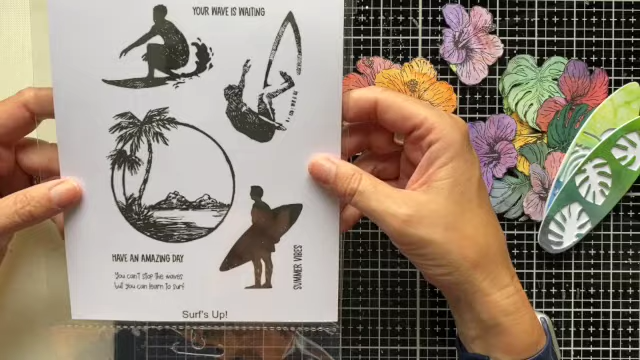 YOUR WAVE IS WAITING
HAVE AN AMAZING DAY
you can't stop the waves
but you can learn to surf
SUMMER VIBES
Surf's Up!